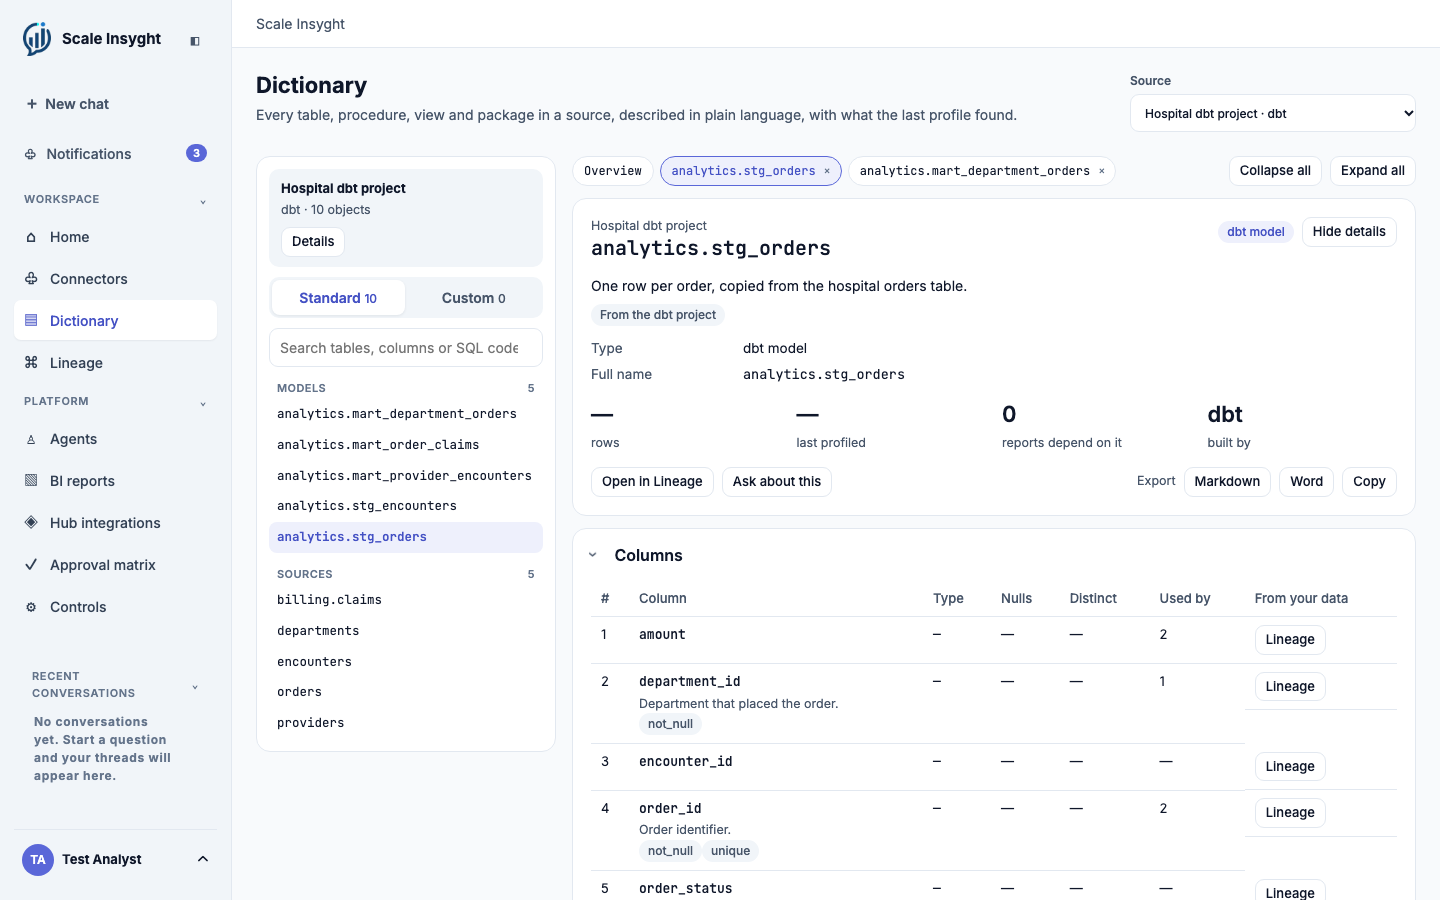 Scale Insyght
Scale Insyght
+ New chat
Notifications 3
WORKSPACE
Home
Connectors
Dictionary
Lineage
PLATFORM
Agents
BI reports
Hub integrations
Approval matrix
Controls
RECENT
CONVERSATIONS
No conversations
yet. Start a question
and your threads will
appear here.
TA Test Analyst
Dictionary
Every table, procedure, view and package in a source, described in plain language, with what the last profile found.
Source
Hospital dbt project · dbt
Hospital dbt project
dbt · 10 objects
Details
Standard 10 Custom 0
Search tables, columns or SQL code
MODELS 5
analytics.mart_department_orders
analytics.mart_order_claims
analytics.mart_provider_encounters
analytics.stg_encounters
analytics.stg_orders
SOURCES 5
billing.claims
departments
encounters
orders
providers
Overview analytics.stg_orders × analytics.mart_department_orders × Collapse all Expand all
Hospital dbt project
analytics.stg_orders
dbt model Hide details
One row per order, copied from the hospital orders table.
From the dbt project
Type dbt model
Full name analytics.stg_orders
— — 0 dbt
rows last profiled reports depend on it built by
Open in Lineage Ask about this Export Markdown Word Copy
Columns
# Column Type Nulls Distinct Used by From your data
1 amount – — — 2 Lineage
2 department_id – — — 1 Lineage
Department that placed the order.
not_null
3 encounter_id – — — — Lineage
4 order_id – — — 2 Lineage
Order identifier.
not_null unique
5 order_status – — — — Lineage